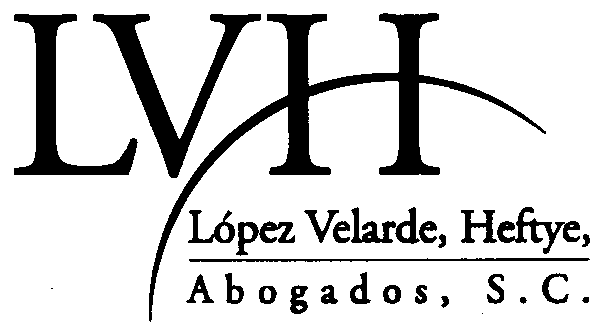 LVH
López Velarde, Heftye,
Abogados, S.C.